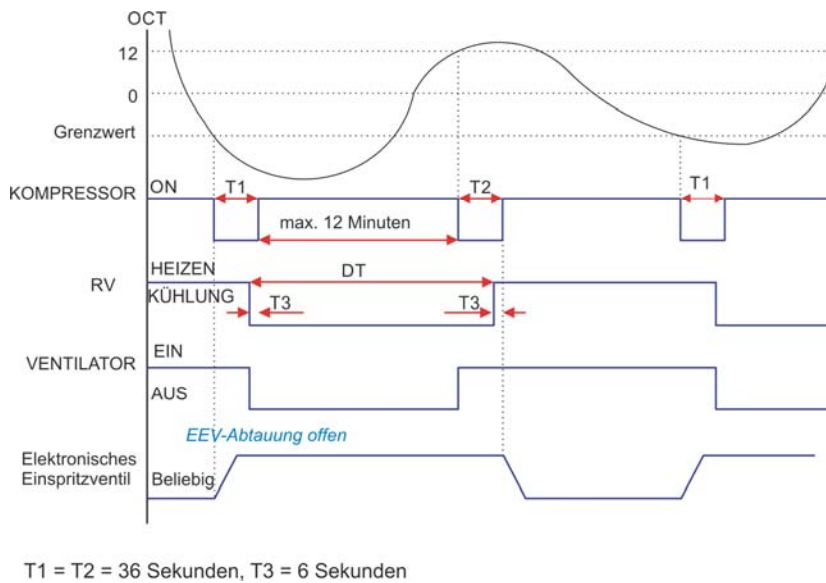 OCT
12
0
Grenzwert
KOMPRESSOR
ON
T1
T2
T1
max. 12 Minuten
RV
HEIZEN
KÜHLUNG
DT
T3
T3
VENTILATOR
EIN
AUS
EEV-Abtauung offen
Elektronisches
Einspritzventil
Beliebig
T1 = T2 = 36 Sekunden, T3 = 6 Sekunden